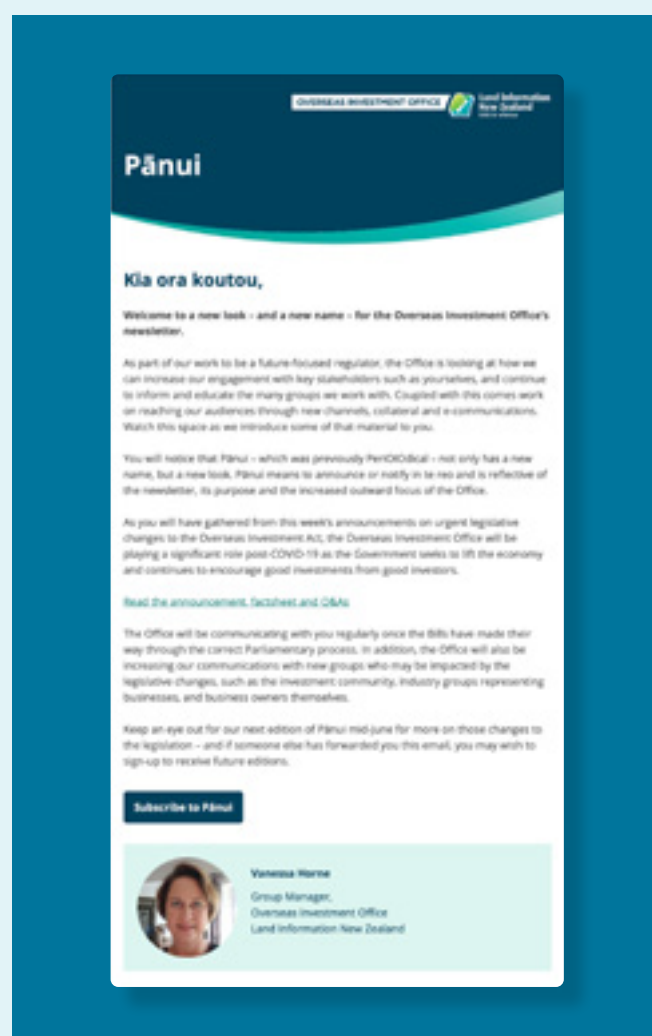 OVERSEAS INVESTMENT OFFICE
Land Information
New Zealand
Pānui
Kia ora koutou,
Welcome to a new look – and a new name – for the Overseas Investment Office's
newsletter.
As part of our work to be a future-focused regulator, the Office is looking at how we
can increase our engagement with key stakeholders such as yourselves, and continue
to inform and educate the many groups we work with. Coupled with this comes work
on reaching our audiences through new channels, collateral and e-communications.
Watch this space as we introduce some of that material to you.
You will notice that Pānui – which was previously PeriOIOdical – not only has a new
name, but a new look. Pānui means to announce or notify in te reo and is reflective of
the newsletter, its purpose and the increased outward focus of the Office.
As you will have gathered from this week's announcements on urgent legislative
changes to the Overseas Investment Act, the Overseas Investment Office will be
playing a significant role post-COVID-19 as the Government seeks to lift the economy
and continues to encourage good investments from good investors.
Read the announcement, factsheet and Q&As
The Office will be communicating with you regularly once the Bills have made their
way through the correct Parliamentary process. In addition, the Office will also be
increasing our communications with new groups who may be impacted by the
legislative changes, such as the investment community, industry groups representing
businesses, and business owners themselves.
Keep an eye out for our next edition of Pānui mid-June for more on those changes to
the legislation – and if someone else has forwarded you this email, you may wish to
sign-up to receive future editions.
Subscribe to Pānui
Vanessa Horne
Group Manager,
Overseas Investment Office
Land Information New Zealand